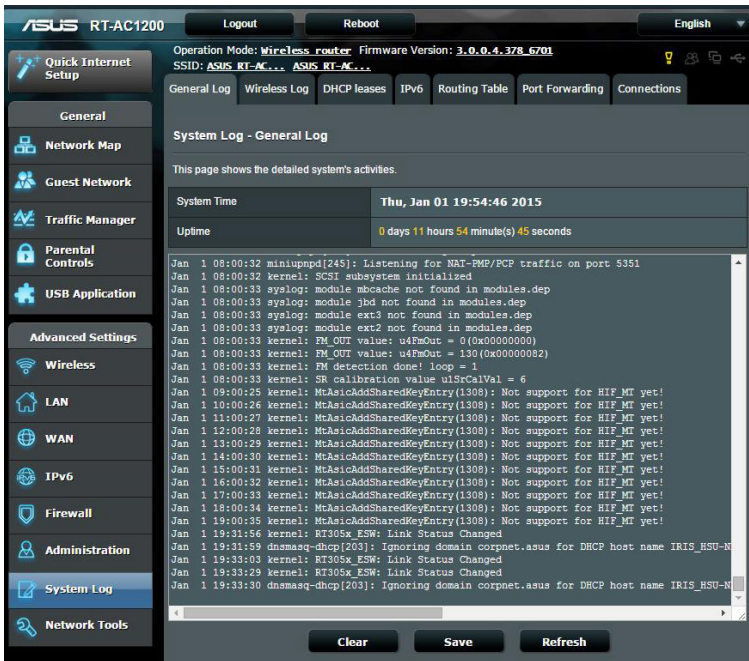 ASUS RT-AC1200
Logout
Reboot
English
Quick Internet Setup
Operation Mode: Wireless router Firmware Version: 3.0.0.4.378_6701
SSID: ASUS RT-AC... ASUS RT-AC...
General Log
Wireless Log
DHCP leases
IPv6
Routing Table
Port Forwarding
Connections
General
Network Map
Guest Network
Traffic Manager
Parental Controls
USB Application
Advanced Settings
Wireless
LAN
WAN
IPv6
Firewall
Administration
System Log
Network Tools
System Log - General Log
This page shows the detailed system's activities.
System Time Thu, Jan 01 19:54:46 2015
Uptime 0 days 11 hours 54 minute(s) 45 seconds
Jan 1 08:00:32 miniupnpd[245]: Listening for NAT-PMP/PCP traffic on port 5351
Jan 1 08:00:32 kernel: SCSI subsystem initialized
Jan 1 08:00:33 syslog: module mbcache not found in modules.dep
Jan 1 08:00:33 syslog: module jbd not found in modules.dep
Jan 1 08:00:33 syslog: module ext3 not found in modules.dep
Jan 1 08:00:33 syslog: module ext2 not found in modules.dep
Jan 1 08:00:33 kernel: FM_OUT value: u4FmOut = 0(0x00000000)
Jan 1 08:00:33 kernel: FM_OUT value: u4FmOut = 130(0x00000082)
Jan 1 08:00:33 kernel: FM detection done! loop = 1
Jan 1 08:00:33 kernel: SR calibration value u1SrCalVal = 6
Jan 1 09:00:25 kernel: MtAsicAddSharedKeyEntry(1308): Not support for HIF_MT yet!
Jan 1 10:00:26 kernel: MtAsicAddSharedKeyEntry(1308): Not support for HIF_MT yet!
Jan 1 11:00:27 kernel: MtAsicAddSharedKeyEntry(1308): Not support for HIF_MT yet!
Jan 1 12:00:28 kernel: MtAsicAddSharedKeyEntry(1308): Not support for HIF_MT yet!
Jan 1 13:00:29 kernel: MtAsicAddSharedKeyEntry(1308): Not support for HIF_MT yet!
Jan 1 14:00:30 kernel: MtAsicAddSharedKeyEntry(1308): Not support for HIF_MT yet!
Jan 1 15:00:31 kernel: MtAsicAddSharedKeyEntry(1308): Not support for HIF_MT yet!
Jan 1 16:00:32 kernel: MtAsicAddSharedKeyEntry(1308): Not support for HIF_MT yet!
Jan 1 17:00:33 kernel: MtAsicAddSharedKeyEntry(1308): Not support for HIF_MT yet!
Jan 1 18:00:34 kernel: MtAsicAddSharedKeyEntry(1308): Not support for HIF_MT yet!
Jan 1 19:00:35 kernel: MtAsicAddSharedKeyEntry(1308): Not support for HIF_MT yet!
Jan 1 19:31:56 kernel: RT305x_ESW: Link Status Changed
Jan 1 19:31:59 dnsmasq-dhcp[203]: Ignoring domain corpnet.asus for DHCP host name IRIS_HSU-N
Jan 1 19:33:03 kernel: RT305x_ESW: Link Status Changed
Jan 1 19:33:29 kernel: RT305x_ESW: Link Status Changed
Jan 1 19:33:30 dnsmasq-dhcp[203]: Ignoring domain corpnet.asus for DHCP host name IRIS_HSU-N
Clear
Save
Refresh